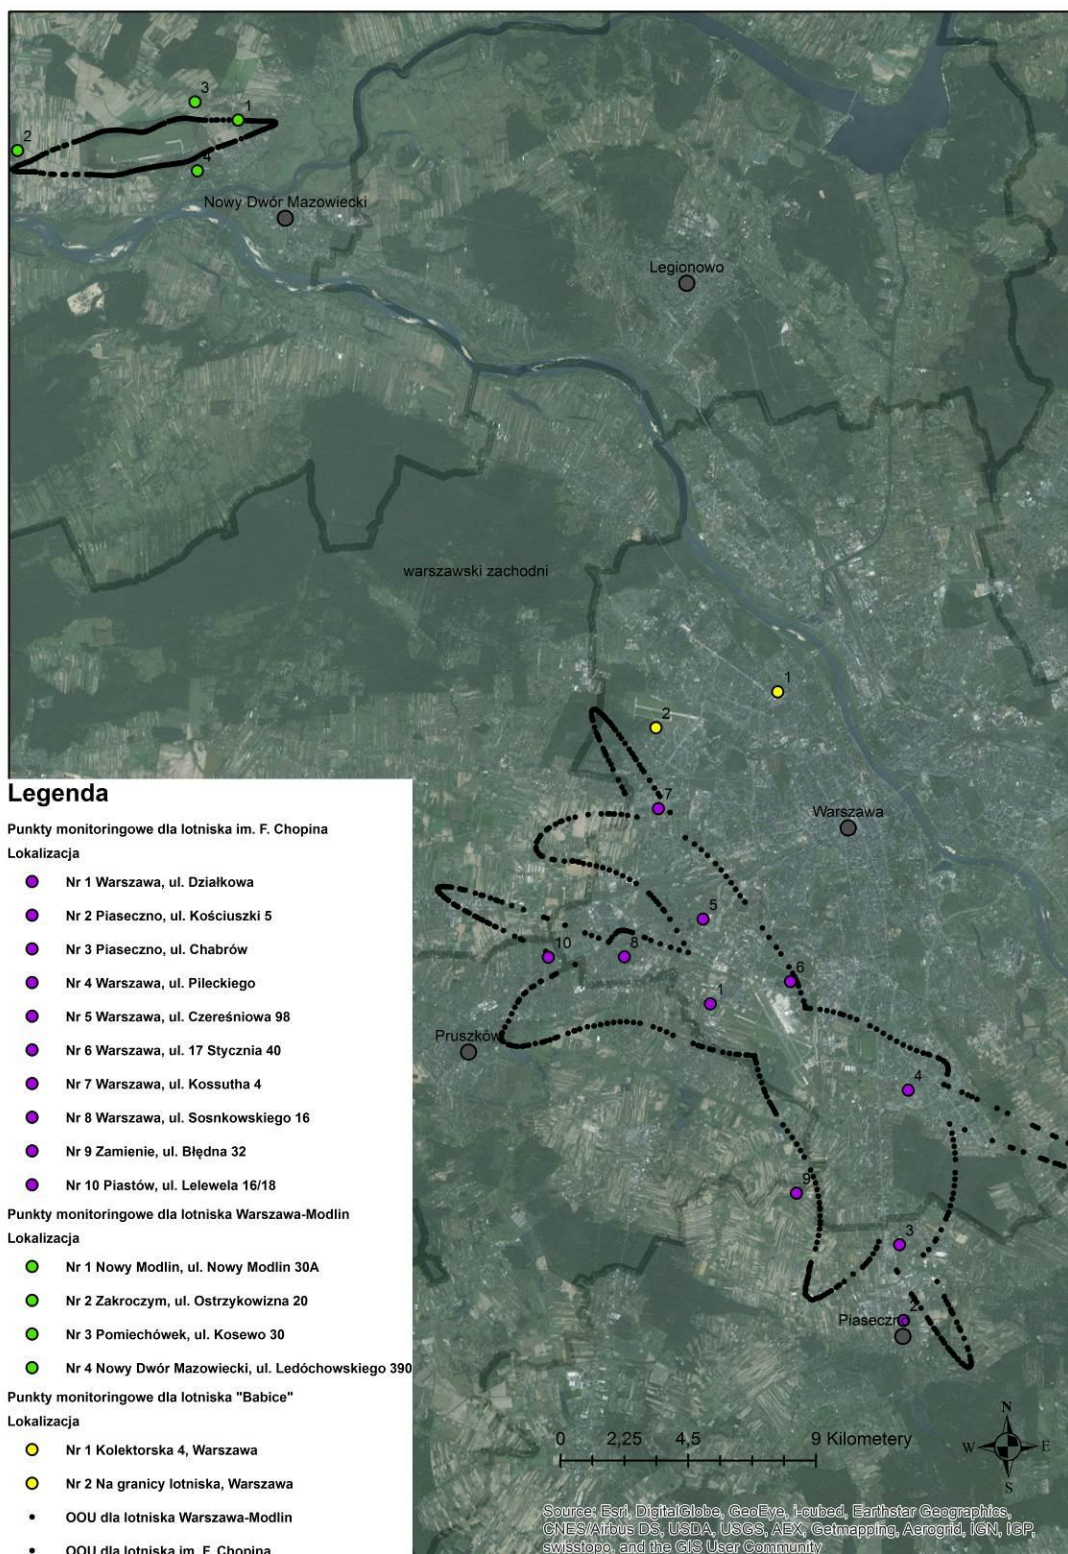 3
1
2
4
Nowy Dwór Mazowiecki
Legionowo
warszawski zachodni
1
2
7
Warszawa
5
10
8
6
1
Pruszków
4
9
3
2
Piaseczno
Legenda
Punkty monitoringowe dla lotniska im. F. Chopina
Lokalizacja
Nr 1 Warszawa, ul. Działkowa
Nr 2 Piaseczno, ul. Kościuszki 5
Nr 3 Piaseczno, ul. Chabrów
Nr 4 Warszawa, ul. Pileckiego
Nr 5 Warszawa, ul. Czereśniowa 98
Nr 6 Warszawa, ul. 17 Stycznia 40
Nr 7 Warszawa, ul. Kossutha 4
Nr 8 Warszawa, ul. Sosnkowskiego 16
Nr 9 Zamienie, ul. Błędna 32
Nr 10 Piastów, ul. Lelewela 16/18
Punkty monitoringowe dla lotniska Warszawa-Modlin
Lokalizacja
Nr 1 Nowy Modlin, ul. Nowy Modlin 30A
Nr 2 Zakroczym, ul. Ostrzykowizna 20
Nr 3 Pomiechówek, ul. Kosewo 30
Nr 4 Nowy Dwór Mazowiecki, ul. Ledóchowskiego 390
Punkty monitoringowe dla lotniska "Babice"
Lokalizacja
Nr 1 Kolektorska 4, Warszawa
Nr 2 Na granicy lotniska, Warszawa
OOU dla lotniska Warszawa-Modlin
OOU dla lotniska im. F. Chopina
0 2,25 4,5 9 Kilometery
N
W E
S
Source: Esri, DigitalGlobe, GeoEye, i-cubed, Earthstar Geographics,
CNES/Airbus DS, USDA, USGS, AEX, Getmapping, Aerogrid, IGN, IGP,
swisstopo, and the GIS User Community